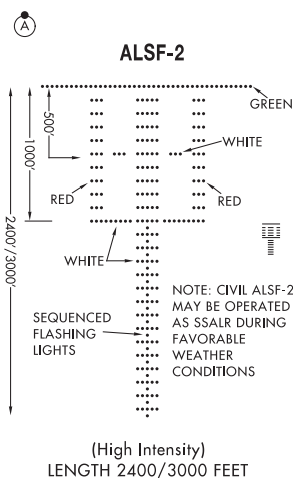 A
ALSF-2
GREEN
500'
1000'
WHITE
RED
RED
2400'/3000'
WHITE
NOTE: CIVIL ALSF-2
MAY BE OPERATED
AS SSALR DURING
FAVORABLE
WEATHER
CONDITIONS
SEQUENCED
FLASHING
LIGHTS
(High Intensity)
LENGTH 2400/3000 FEET